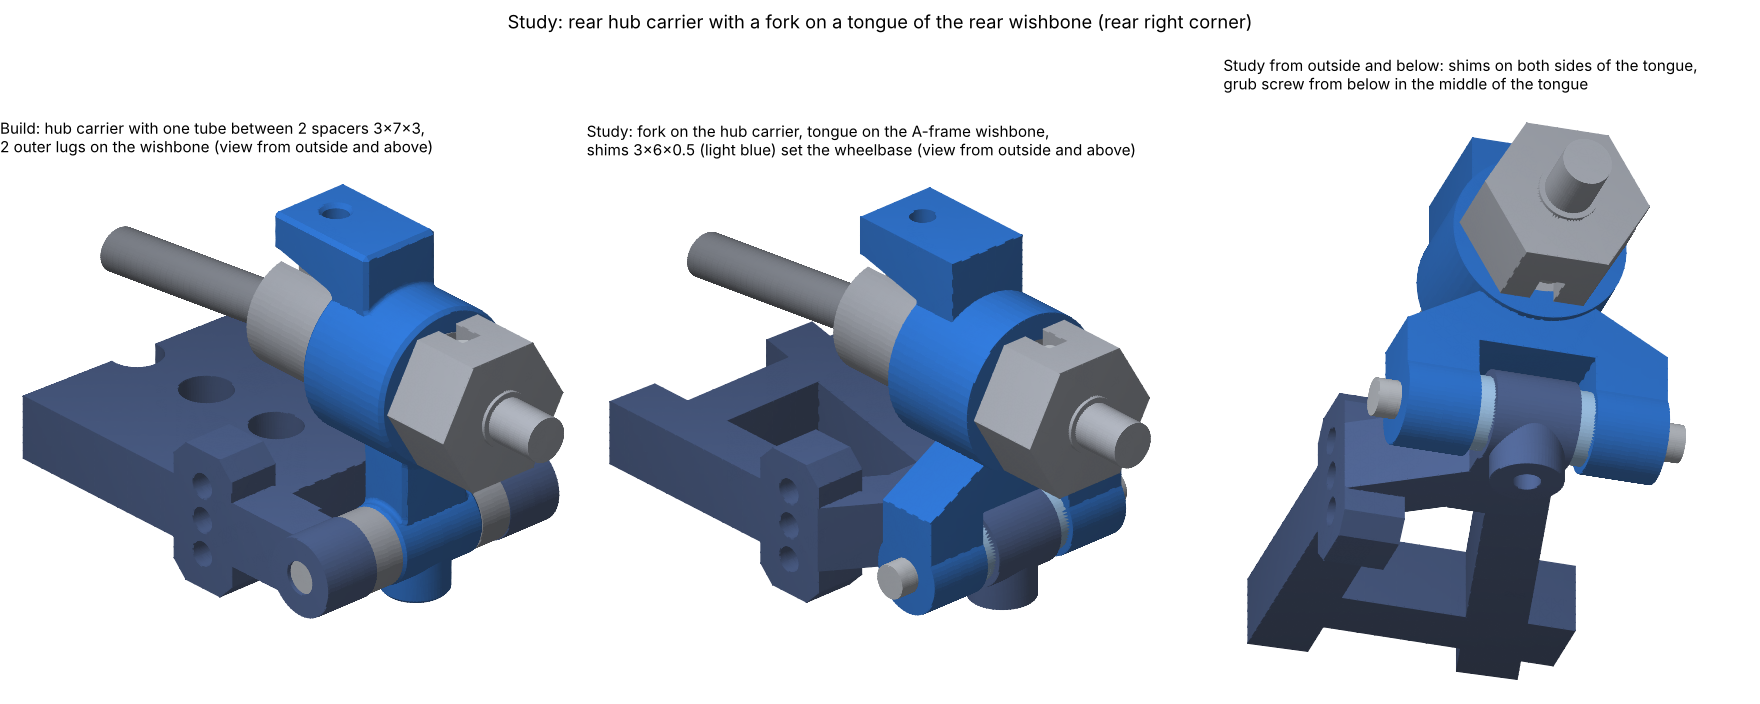 Study: rear hub carrier with a fork on a tongue of the rear wishbone (rear right corner)
Build: hub carrier with one tube between 2 spacers 3×7×3,
2 outer lugs on the wishbone (view from outside and above)
Study: fork on the hub carrier, tongue on the A-frame wishbone,
shims 3×6×0.5 (light blue) set the wheelbase (view from outside and above)
Study from outside and below: shims on both sides of the tongue,
grub screw from below in the middle of the tongue